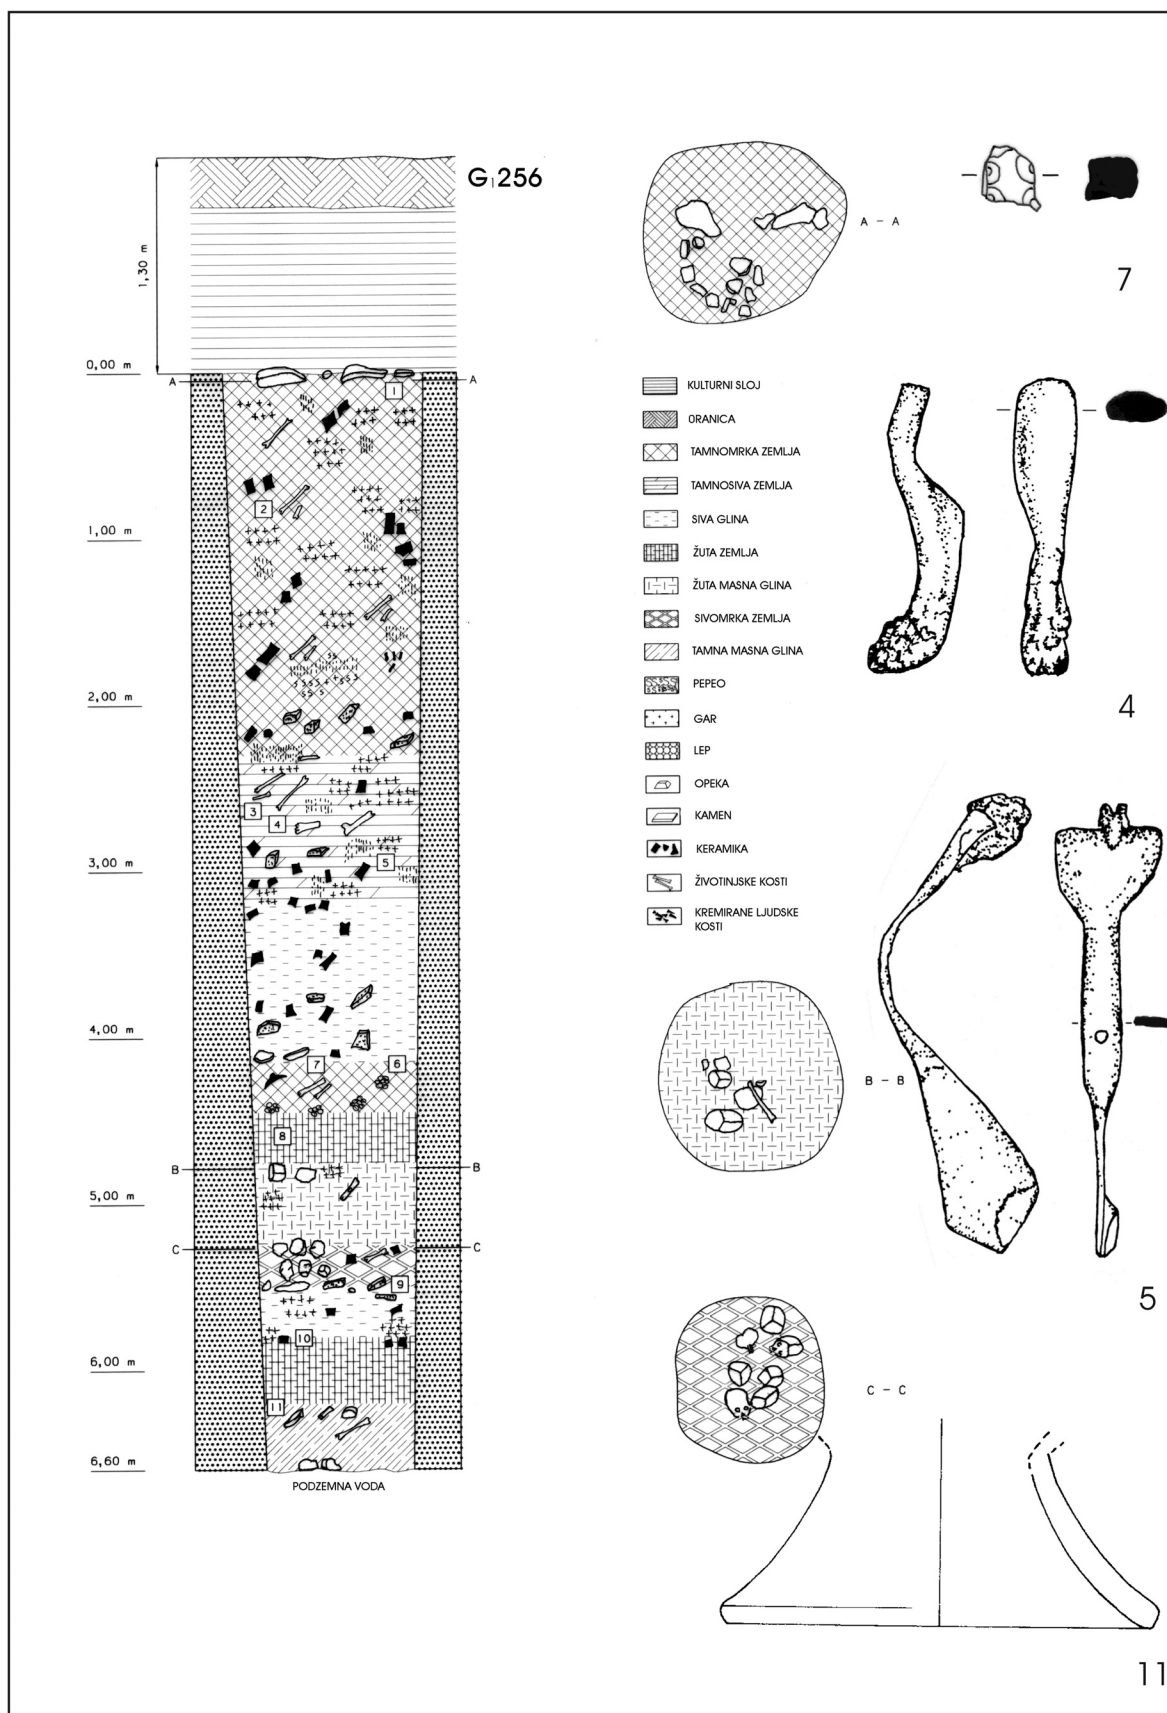 G₁256
1,30 m
0,00 m
A
A
1
2
1,00 m
2,00 m
3
4
5
3,00 m
4,00 m
7
6
8
B
B
5,00 m
C
C
9
10
6,00 m
11
6,60 m
PODZEMNA VODA
A - A
7
KULTURNI SLOJ
ORANICA
TAMNOMRKA ZEMLJA
TAMNOSIVA ZEMLJA
SIVA GLINA
ŽUTA ZEMLJA
ŽUTA MASNA GLINA
SIVOMRKA ZEMLJA
TAMNA MASNA GLINA
PEPEO
GAR
LEP
OPEKA
KAMEN
KERAMIKA
ŽIVOTINJSKE KOSTI
KREMIRANE LJUDSKE
KOSTI
4
B - B
5
C - C
11